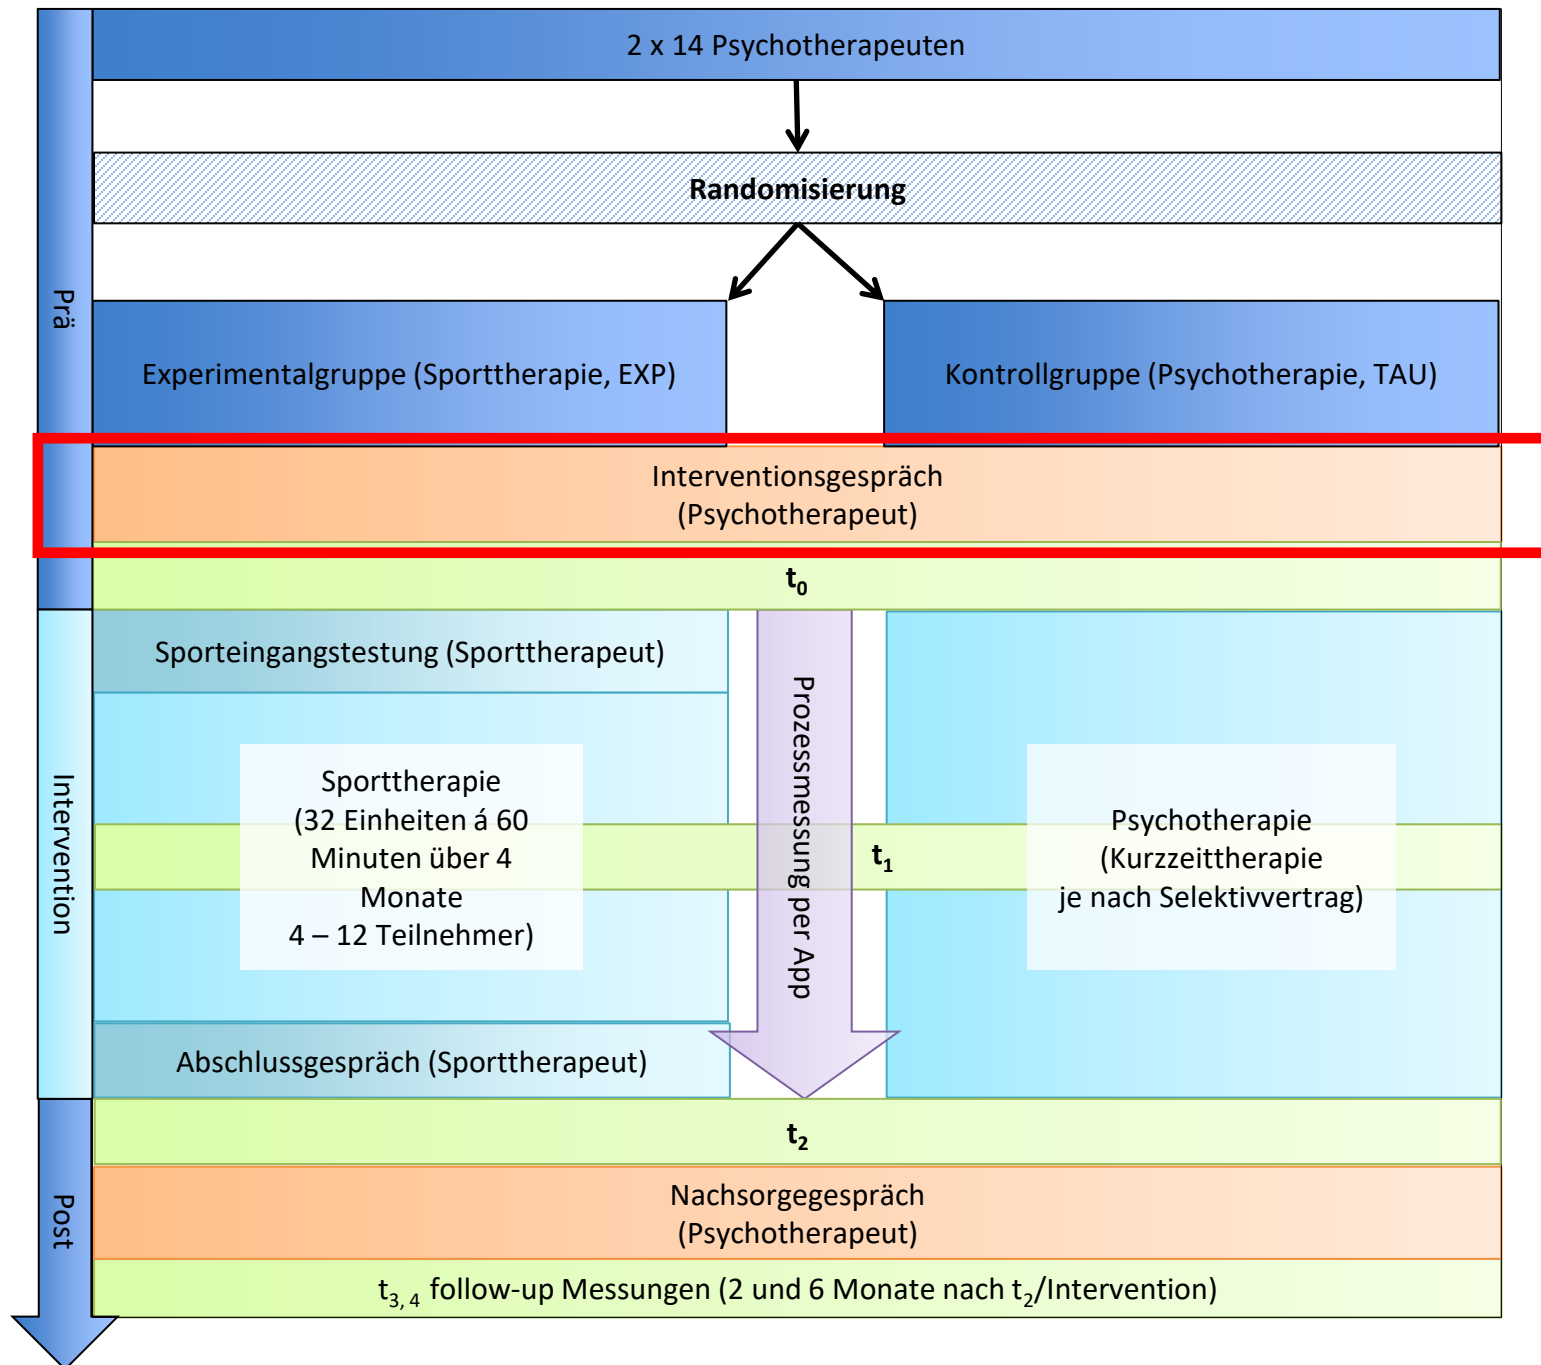 2 x 14 Psychotherapeuten
Randomisierung
Prä
Experimentalgruppe (Sporttherapie, EXP)
Kontrollgruppe (Psychotherapie, TAU)
Interventionsgespräch
(Psychotherapeut)
t0
Intervention
Sporteingangstestung (Sporttherapeut)
Sporttherapie
(32 Einheiten á 60
Minuten über 4
Monate
4 – 12 Teilnehmer)
Prozessmessung per App
t1
Psychotherapie
(Kurzzeittherapie
je nach Selektivvertrag)
Abschlussgespräch (Sporttherapeut)
Post
t2
Nachsorgegespräch
(Psychotherapeut)
t3, 4 follow-up Messungen (2 und 6 Monate nach t2/Intervention)